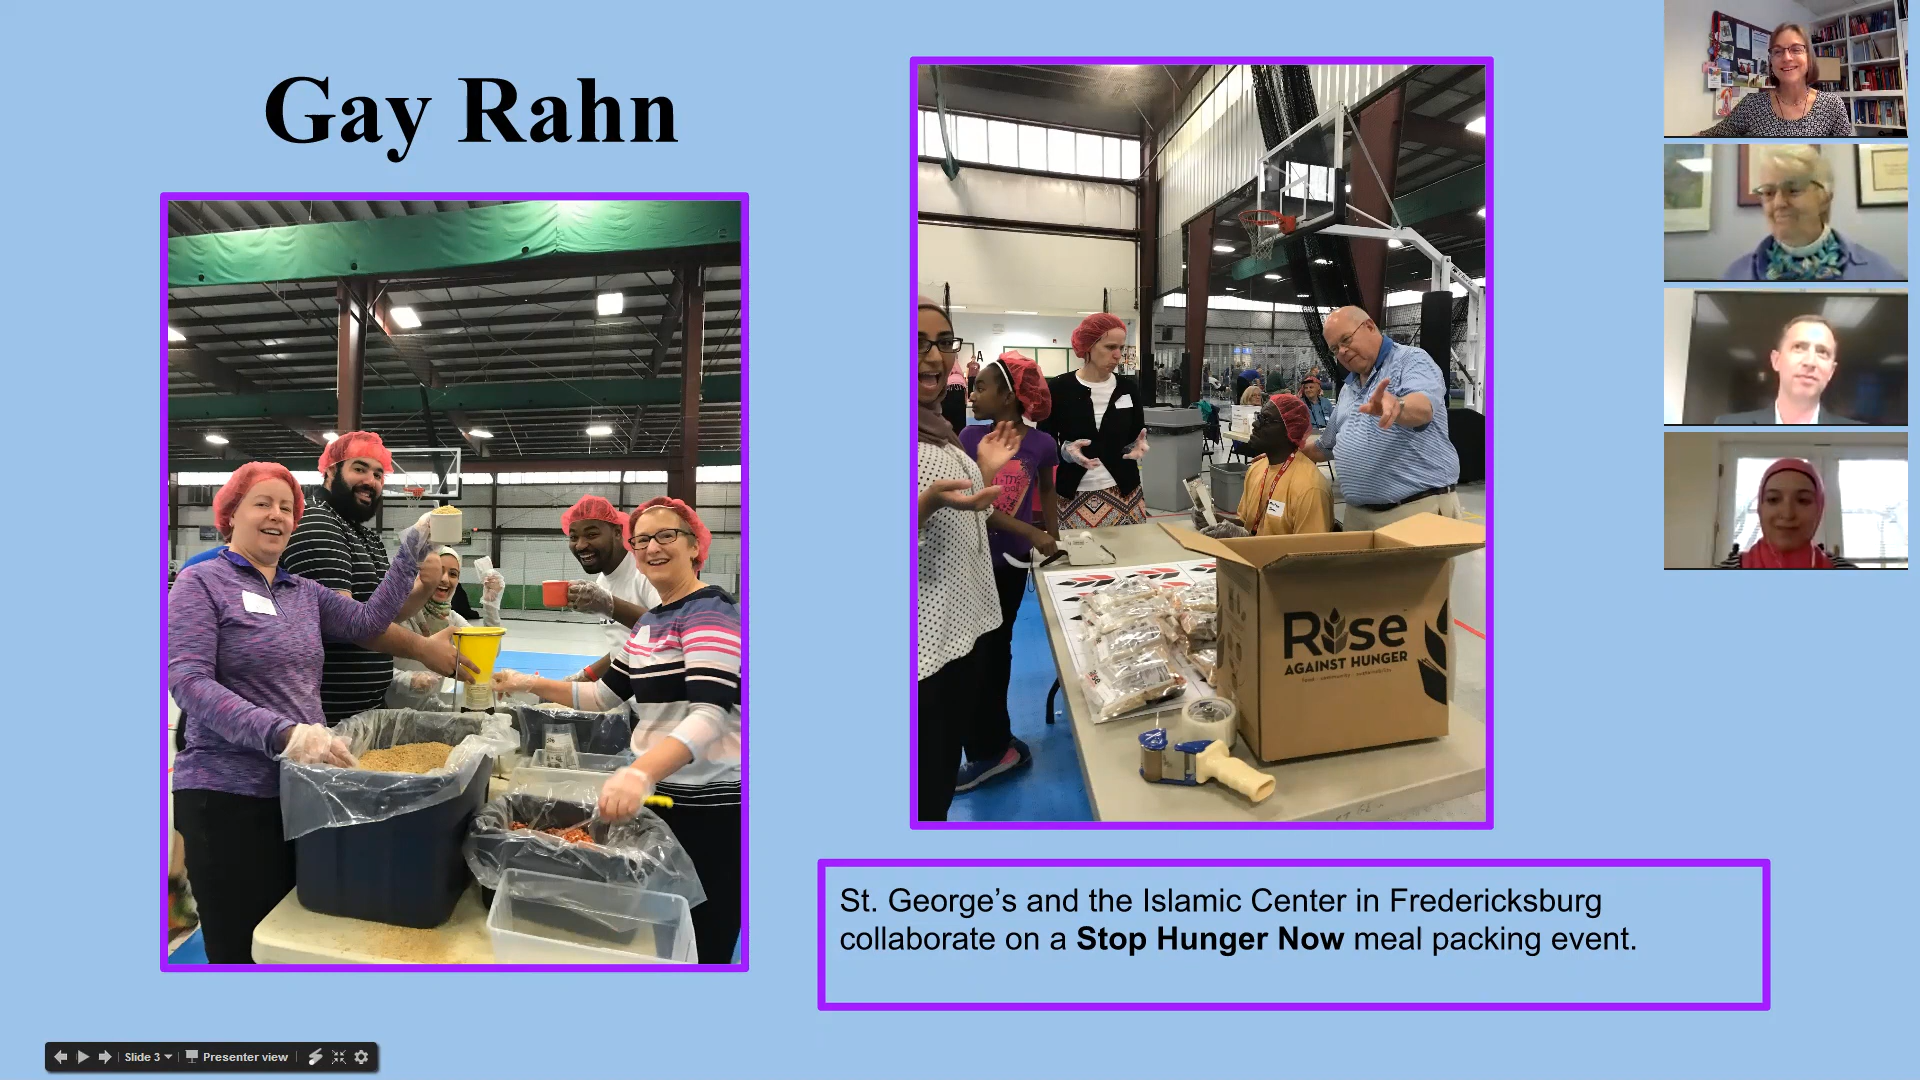 Gay Rahn
A
Rise
AGAINST HUNGER
St. George’s and the Islamic Center in Fredericksburg
collaborate on a Stop Hunger Now meal packing event.
Slide 3
Presenter view